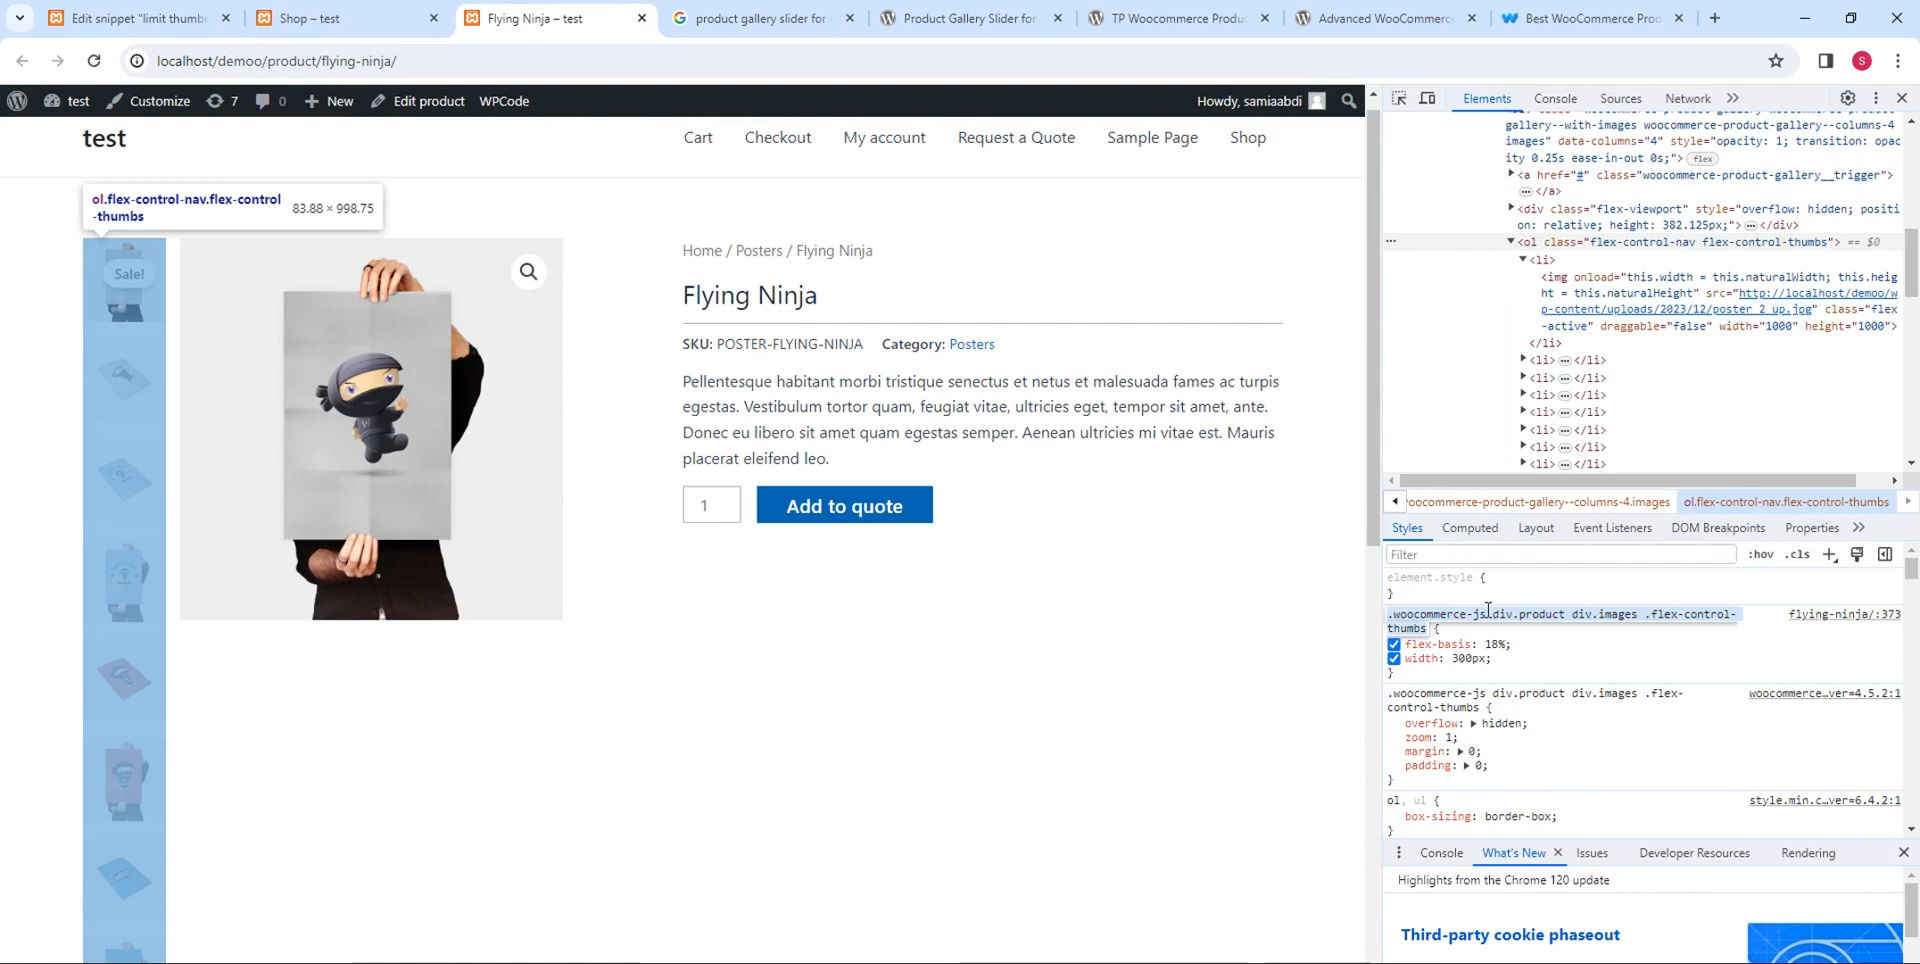 Edit snippet "limit thumbn
Shop – test
Flying Ninja – test
product gallery slider for
Product Gallery Slider for
TP Woocommerce Produc
Advanced WooCommerc
Best WooCommerce Prod
localhost/demoo/product/flying-ninja/
S
test
Customize
7
0
New
Edit product
WPCode
Howdy, samiaabdi
test
Cart
Checkout
My account
Request a Quote
Sample Page
Shop
ol.flex-control-nav.flex-control
-thumbs
83.88 × 998.75
Sale!
Home / Posters / Flying Ninja
Flying Ninja
SKU: POSTER-FLYING-NINJA
Category: Posters
Pellentesque habitant morbi tristique senectus et netus et malesuada fames ac turpis
egestas. Vestibulum tortor quam, feugiat vitae, ultricies eget, tempor sit amet, ante.
Donec eu libero sit amet quam egestas semper. Aenean ultricies mi vitae est. Mauris
placerat eleifend leo.
1
Add to quote
Elements
Console
Sources
Network
gallery--with-images woocommerce-product-gallery--columns-4
images" data-columns="4" style="opacity: 1; transition: opac
ity 0.25s ease-in-out 0s;"> flex
<a href="#" class="woocommerce-product-gallery__trigger">
… </a>
<div class="flex-viewport" style="overflow: hidden; positi
on: relative; height: 382.125px;"> … </div>
<ol class="flex-control-nav flex-control-thumbs"> == $0
<li>
<img onload="this.width = this.naturalWidth; this.heig
ht = this.naturalHeight" src="http://localhost/demoo/w
p-content/uploads/2023/12/poster_2_up.jpg" class="flex
-active" draggable="false" width="1000" height="1000">
</li>
<li> … </li>
<li> … </li>
<li> … </li>
<li> … </li>
<li> … </li>
<li> … </li>
<li> … </li>
oocommerce-product-gallery--columns-4.images
ol.flex-control-nav.flex-control-thumbs
Styles
Computed
Layout
Event Listeners
DOM Breakpoints
Properties
Filter
:hov
.cls
element.style {
}
.woocommerce-js div.product div.images .flex-control-
flying-ninja/:373
thumbs {
flex-basis: 18%;
width: 300px;
}
.woocommerce-js div.product div.images .flex-
woocommerce…ver=4.5.2:1
control-thumbs {
overflow: hidden;
zoom: 1;
margin: 0;
padding: 0;
}
ol, ul {
style.min.c…ver=6.4.2:1
box-sizing: border-box;
}
Console
What's New
Issues
Developer Resources
Rendering
Highlights from the Chrome 120 update
Third-party cookie phaseout